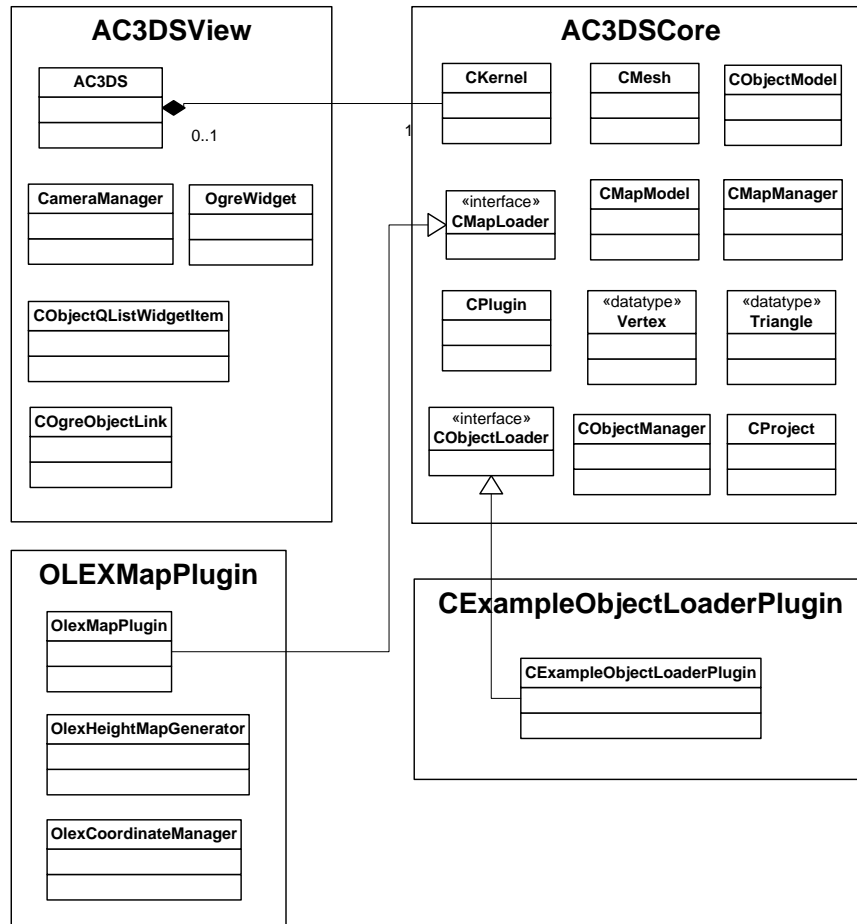 AC3DSView
AC3DS
0..1
CameraManager
OgreWidget
CObjectQListWidgetItem
COgreObjectLink
AC3DSCore
CKernel
CMesh
CObjectModel
1
«interface»
CMapLoader
CMapModel
CMapManager
CPlugin
«datatype»
Vertex
«datatype»
Triangle
«interface»
CObjectLoader
CObjectManager
CProject
OLEXMapPlugin
OlexMapPlugin
OlexHeightMapGenerator
OlexCoordinateManager
CExampleObjectLoaderPlugin
CExampleObjectLoaderPlugin